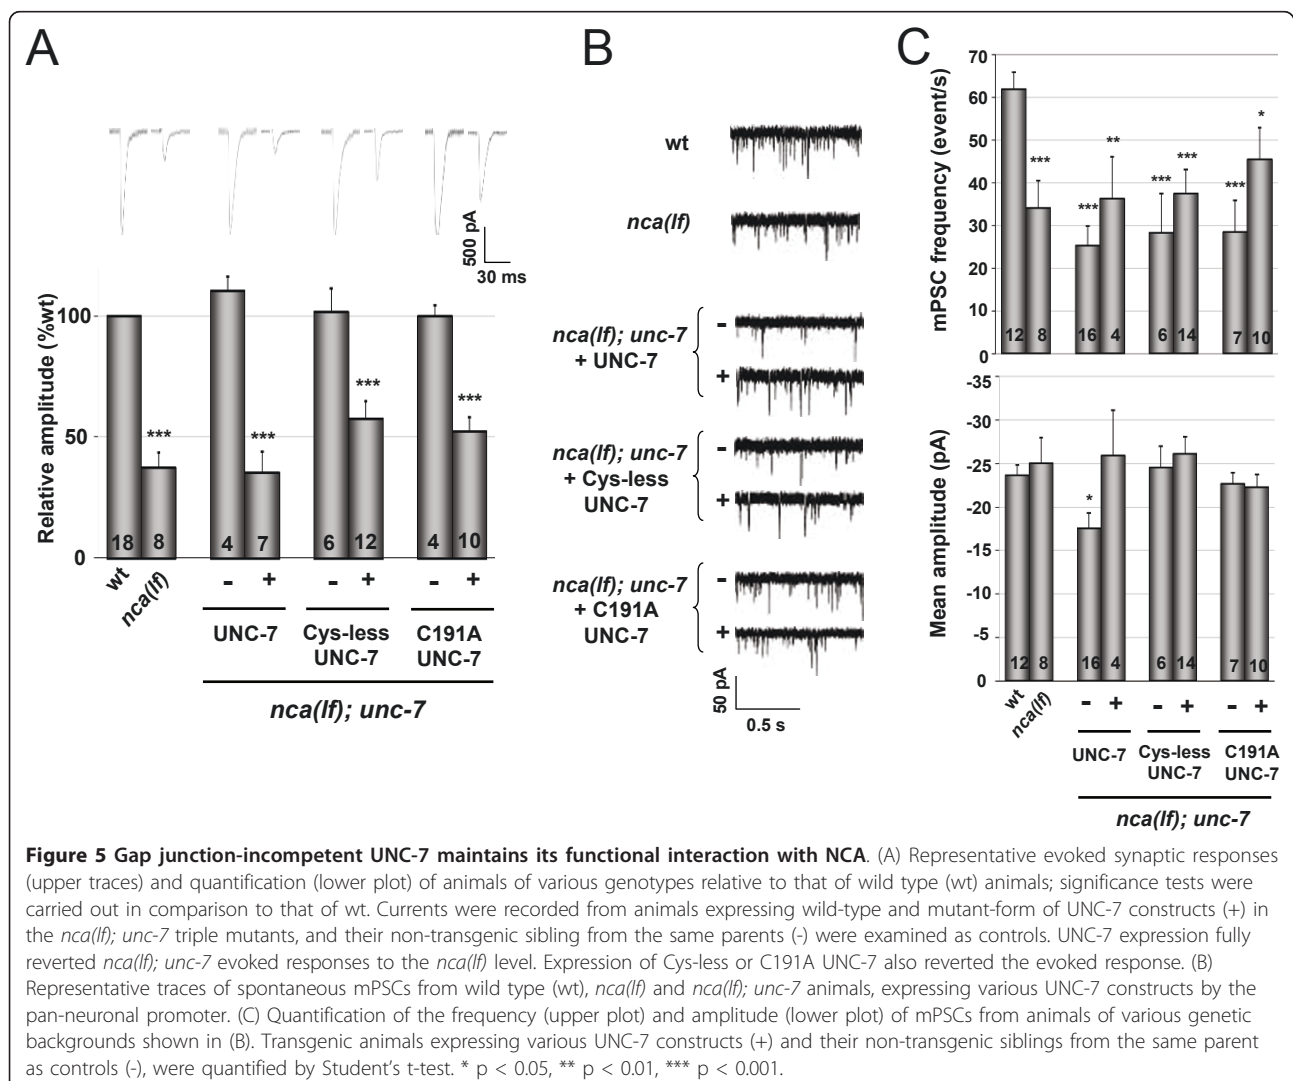 A
B
C
500 pA
30 ms
Relative amplitude (%wt)
100
50
0
***
***
***
***
18
8
4
7
6
12
4
10
wt
nca(lf)
-
+
-
+
-
+
UNC-7
Cys-less
UNC-7
C191A
UNC-7
nca(lf); unc-7
wt
nca(lf)
nca(lf); unc-7
+ UNC-7
-
+
nca(lf); unc-7
+ Cys-less
UNC-7
-
+
nca(lf); unc-7
+ C191A
UNC-7
-
+
50 pA
0.5 s
mPSC frequency (event/s)
70
60
50
40
30
20
10
0
***
***
**
***
***
***
*
12
8
16
4
6
14
7
10
Mean amplitude (pA)
-35
-30
-25
-20
-15
-10
-5
0
*
12
8
16
4
6
14
7
10
wt
nca(lf)
-
+
-
+
-
+
UNC-7
Cys-less
UNC-7
C191A
UNC-7
nca(lf); unc-7
Figure 5 Gap junction-incompetent UNC-7 maintains its functional interaction with NCA. (A) Representative evoked synaptic responses
(upper traces) and quantification (lower plot) of animals of various genotypes relative to that of wild type (wt) animals; significance tests were
carried out in comparison to that of wt. Currents were recorded from animals expressing wild-type and mutant-form of UNC-7 constructs (+) in
the nca(lf); unc-7 triple mutants, and their non-transgenic sibling from the same parents (-) were examined as controls. UNC-7 expression fully
reverted nca(lf); unc-7 evoked responses to the nca(lf) level. Expression of Cys-less or C191A UNC-7 also reverted the evoked response. (B)
Representative traces of spontaneous mPSCs from wild type (wt), nca(lf) and nca(lf); unc-7 animals, expressing various UNC-7 constructs by the
pan-neuronal promoter. (C) Quantification of the frequency (upper plot) and amplitude (lower plot) of mPSCs from animals of various genetic
backgrounds shown in (B). Transgenic animals expressing various UNC-7 constructs (+) and their non-transgenic siblings from the same parent
as controls (-), were quantified by Student's t-test. * p < 0.05, ** p < 0.01, *** p < 0.001.